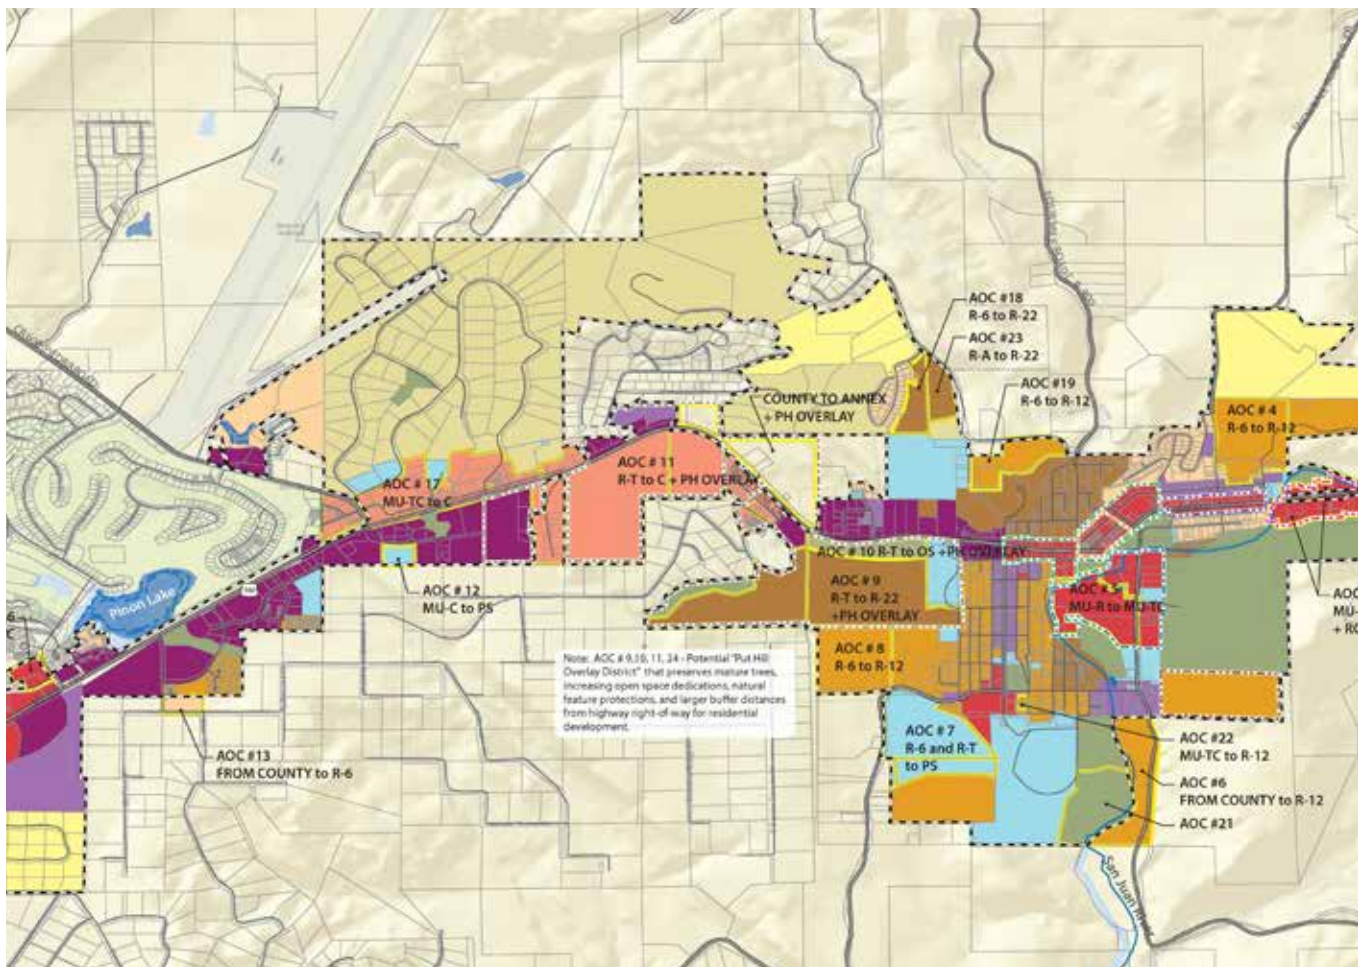 AOC #18
R-6 to R-22
AOC #23
R-A to R-22
AOC #19
R-6 to R-12
COUNTY TO ANNEX
+ PH OVERLAY
AOC # 4
R-6 to R-12
AOC # 11
R-T to C + PH OVERLAY
AOC # 17
MU-TC to C
AOC # 10 R-T to OS +PH OVERLAY
AOC # 12
MU-C to PS
AOC # 9
R-T to R-22
+PH OVERLAY
AOC # 5
MU-R to MU-TC
AOC
MU-
+ RO
Pinon Lake
6
C
AOC # 8
R-6 to R-12
Note: AOC # 9,10, 11, 24 - Potential "Put Hill
Overlay District" that preserves mature trees,
increasing open space dedications, natural
feature protections, and larger buffer distances
from highway right-of-way for residential
development.
AOC # 7
R-6 and R-T
to PS
AOC #22
MU-TC to R-12
AOC #13
FROM COUNTY to R-6
AOC #6
FROM COUNTY to R-12
AOC #21
San Juan River